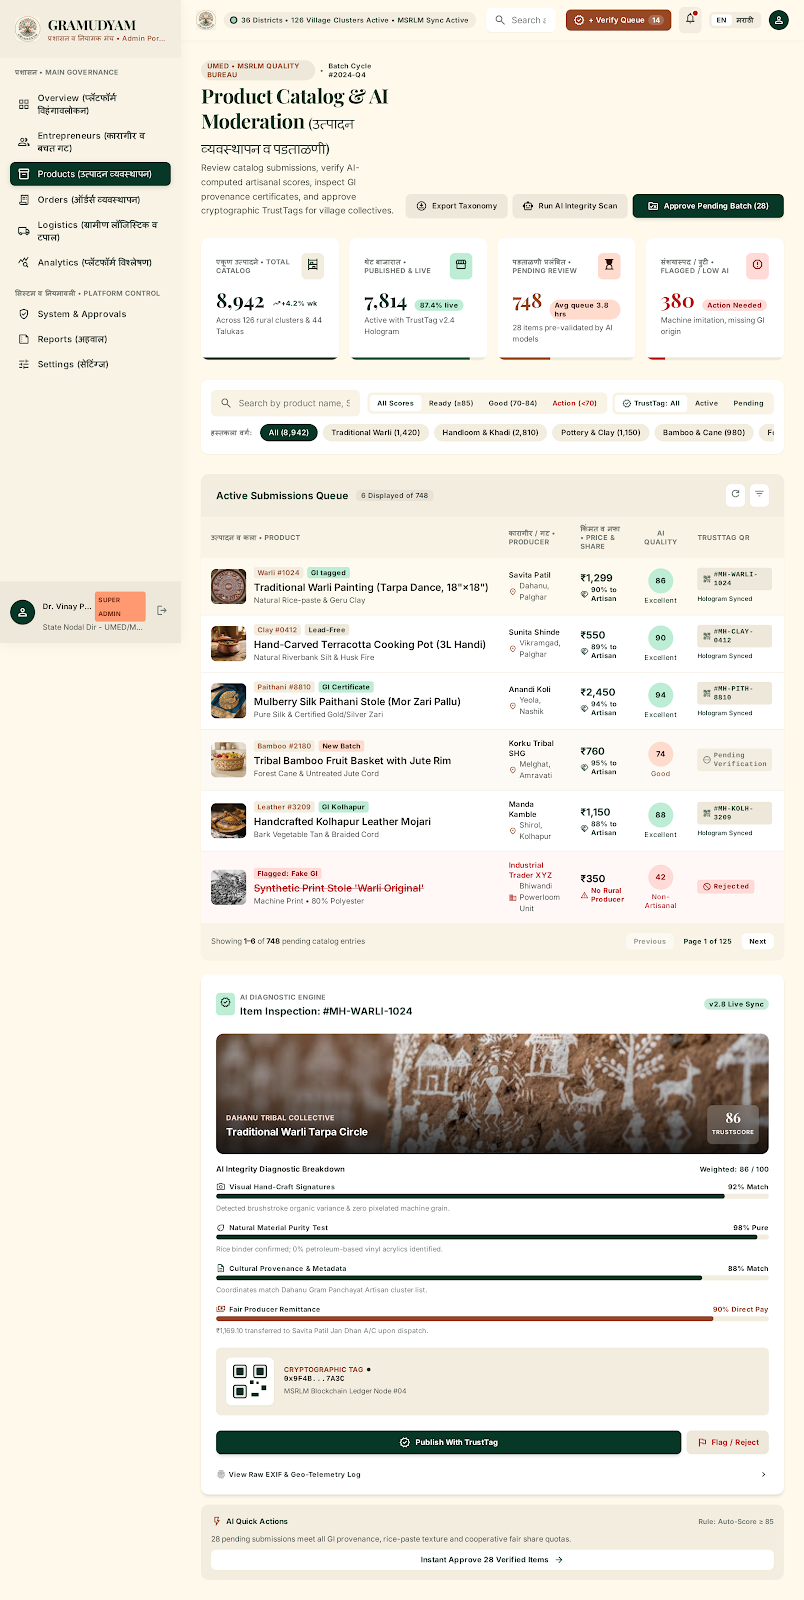 GRAMUDYAM
प्रशासन व नियामक मंच • Admin Por...
प्रशासन • MAIN GOVERNANCE
Overview (प्लॅटफॉर्म
विहंगावलोकन)
Entrepreneurs (कारागीर व
बचत गट)
Products (उत्पादन व्यवस्थापन)
Orders (ऑर्डर्स व्यवस्थापन)
Logistics (ग्रामीण लॉजिस्टिक व
टपाल)
Analytics (प्लॅटफॉर्म विश्लेषण)
सिस्टम व नियमावली • PLATFORM CONTROL
System & Approvals
Reports (अहवाल)
Settings (सेटिंग्ज)
Dr. Vinay P...
SUPER
ADMIN
State Nodal Dir - UMED/M...
36 Districts • 126 Village Clusters Active • MSRLM Sync Active
Search a
+ Verify Queue 14
EN मराठी
UMED • MSRLM QUALITY
BUREAU
• Batch Cycle
#2024-Q4
Product Catalog & AI
Moderation (उत्पादन
व्यवस्थापन व पडताळणी)
Review catalog submissions, verify AI-
computed artisanal scores, inspect GI
provenance certificates, and approve
cryptographic TrustTags for village collectives.
Export Taxonomy
Run AI Integrity Scan
Approve Pending Batch (28)
एकूण उत्पादने • TOTAL
CATALOG
8,942 +4.2% wk
Across 126 rural clusters & 44
Talukas
थेट बाजारात •
PUBLISHED & LIVE
7,814 87.4% live
Active with TrustTag v2.4
Hologram
पडताळणी प्रलंबित •
PENDING REVIEW
748 Avg queue 3.8
hrs
28 items pre-validated by AI
models
संशयास्पद / त्रुटी •
FLAGGED / LOW AI
380 Action Needed
Machine imitation, missing GI
origin
Search by product name, S
All Scores Ready (≥85) Good (70-84) Action (<70)
TrustTag: All Active Pending
हस्तकला वर्ग: All (8,942) Traditional Warli (1,420) Handloom & Khadi (2,810) Pottery & Clay (1,150) Bamboo & Cane (980)
Active Submissions Queue 6 Displayed of 748
उत्पादन व कला • PRODUCT
कारागीर / गट •
PRODUCER
किंमत व नफा
• PRICE &
SHARE
AI
QUALITY
TRUSTTAG QR
Warli #1024 GI tagged
Traditional Warli Painting (Tarpa Dance, 18"×18")
Natural Rice-paste & Geru Clay
Savita Patil
Dahanu,
Palghar
₹1,299
90% to
Artisan
86
Excellent
#MH-WARLI-
1024
Hologram Synced
Clay #0412 Lead-Free
Hand-Carved Terracotta Cooking Pot (3L Handi)
Natural Riverbank Silt & Husk Fire
Sunita Shinde
Vikramgad,
Palghar
₹550
89% to
Artisan
90
Excellent
#MH-CLAY-
0412
Hologram Synced
Paithani #8810 GI Certificate
Mulberry Silk Paithani Stole (Mor Zari Pallu)
Pure Silk & Certified Gold/Silver Zari
Anandi Koli
Yeola,
Nashik
₹2,450
94% to
Artisan
94
Excellent
#MH-PITH-
8810
Hologram Synced
Bamboo #2180 New Batch
Tribal Bamboo Fruit Basket with Jute Rim
Forest Cane & Untreated Jute Cord
Korku Tribal
SHG
Melghat,
Amravati
₹760
95% to
Artisan
74
Good
Pending
Verification
Leather #3209 GI Kolhapur
Handcrafted Kolhapur Leather Mojari
Bark Vegetable Tan & Braided Cord
Manda
Kamble
Shirol,
Kolhapur
₹1,150
88% to
Artisan
88
Excellent
#MH-KOLH-
3209
Hologram Synced
Flagged: Fake GI
Synthetic Print Stole 'Warli Original'
Machine Print • 80% Polyester
Industrial
Trader XYZ
Bhiwandi
Powerloom
Unit
₹350
No Rural
Producer
42
Non-
Artisanal
Rejected
Showing 1–6 of 748 pending catalog entries
Previous Page 1 of 125 Next
AI DIAGNOSTIC ENGINE
Item Inspection: #MH-WARLI-1024
v2.8 Live Sync
DAHANU TRIBAL COLLECTIVE
Traditional Warli Tarpa Circle
86
TRUSTSCORE
AI Integrity Diagnostic Breakdown Weighted: 86 / 100
Visual Hand-Craft Signatures 92% Match
Detected brushstroke organic variance & zero pixelated machine grain.
Natural Material Purity Test 98% Pure
Rice binder confirmed; 0% petroleum-based vinyl acrylics identified.
Cultural Provenance & Metadata 88% Match
Coordinates match Dahanu Gram Panchayat Artisan cluster list.
Fair Producer Remittance 90% Direct Pay
₹1,169.10 transferred to Savita Patil Jan Dhan A/C upon dispatch.
CRYPTOGRAPHIC TAG ●
0x9F4B...7A3C
MSRLM Blockchain Ledger Node #04
Publish With TrustTag
Flag / Reject
View Raw EXIF & Geo-Telemetry Log
AI Quick Actions Rule: Auto-Score ≥ 85
28 pending submissions meet all GI provenance, rice-paste texture and cooperative fair share quotas.
Instant Approve 28 Verified Items →